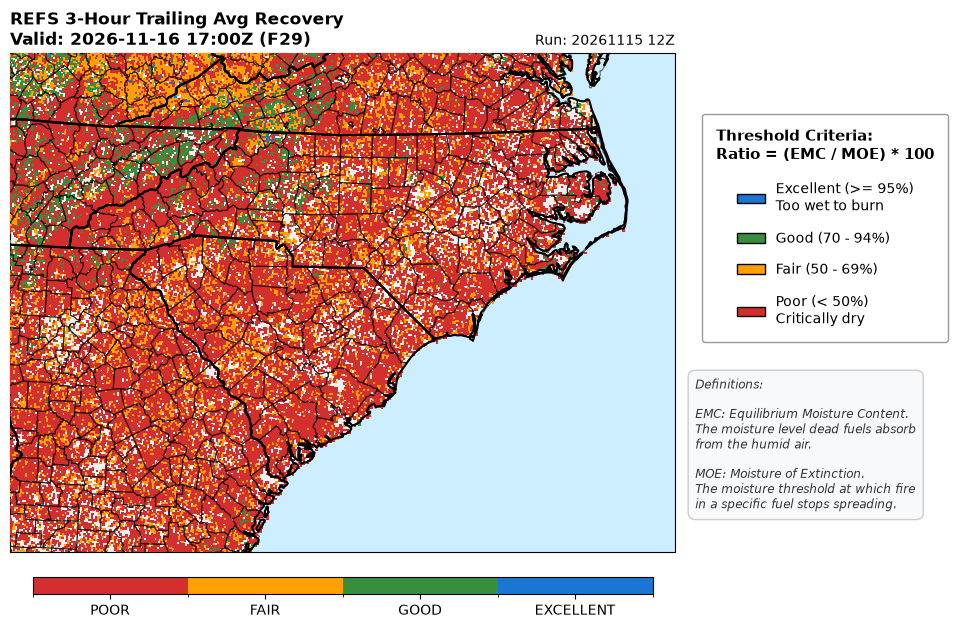 REFS 3-Hour Trailing Avg Recovery
Valid: 2026-11-16 17:00Z (F29)
Run: 20261115 12Z
Threshold Criteria:
Ratio = (EMC / MOE) * 100
Excellent (>= 95%)
Too wet to burn
Good (70 - 94%)
Fair (50 - 69%)
Poor (< 50%)
Critically dry
Definitions:
EMC: Equilibrium Moisture Content.
The moisture level dead fuels absorb
from the humid air.
MOE: Moisture of Extinction.
The moisture threshold at which fire
in a specific fuel stops spreading.
POOR
FAIR
GOOD
EXCELLENT